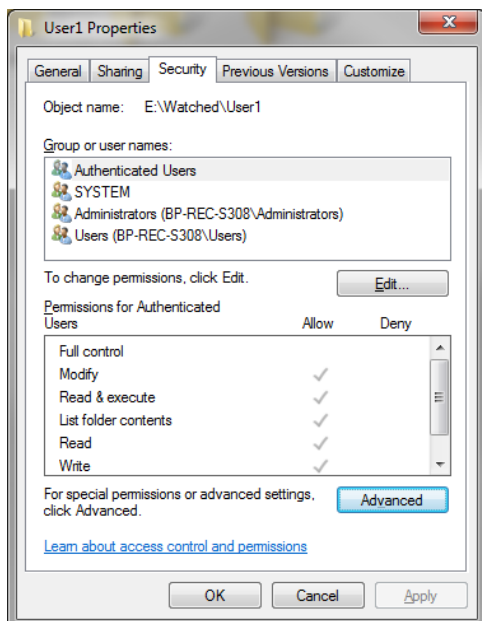 User1 Properties
General Sharing Security Previous Versions Customize
Object name: E:\Watched\User1
Group or user names:
Authenticated Users
SYSTEM
Administrators (BP-REC-S308\Administrators)
Users (BP-REC-S308\Users)
To change permissions, click Edit.
Edit...
Permissions for Authenticated
Users Allow Deny
Full control
Modify
Read & execute
List folder contents
Read
Write
For special permissions or advanced settings,
click Advanced.
Advanced
Learn about access control and permissions
OK Cancel Apply